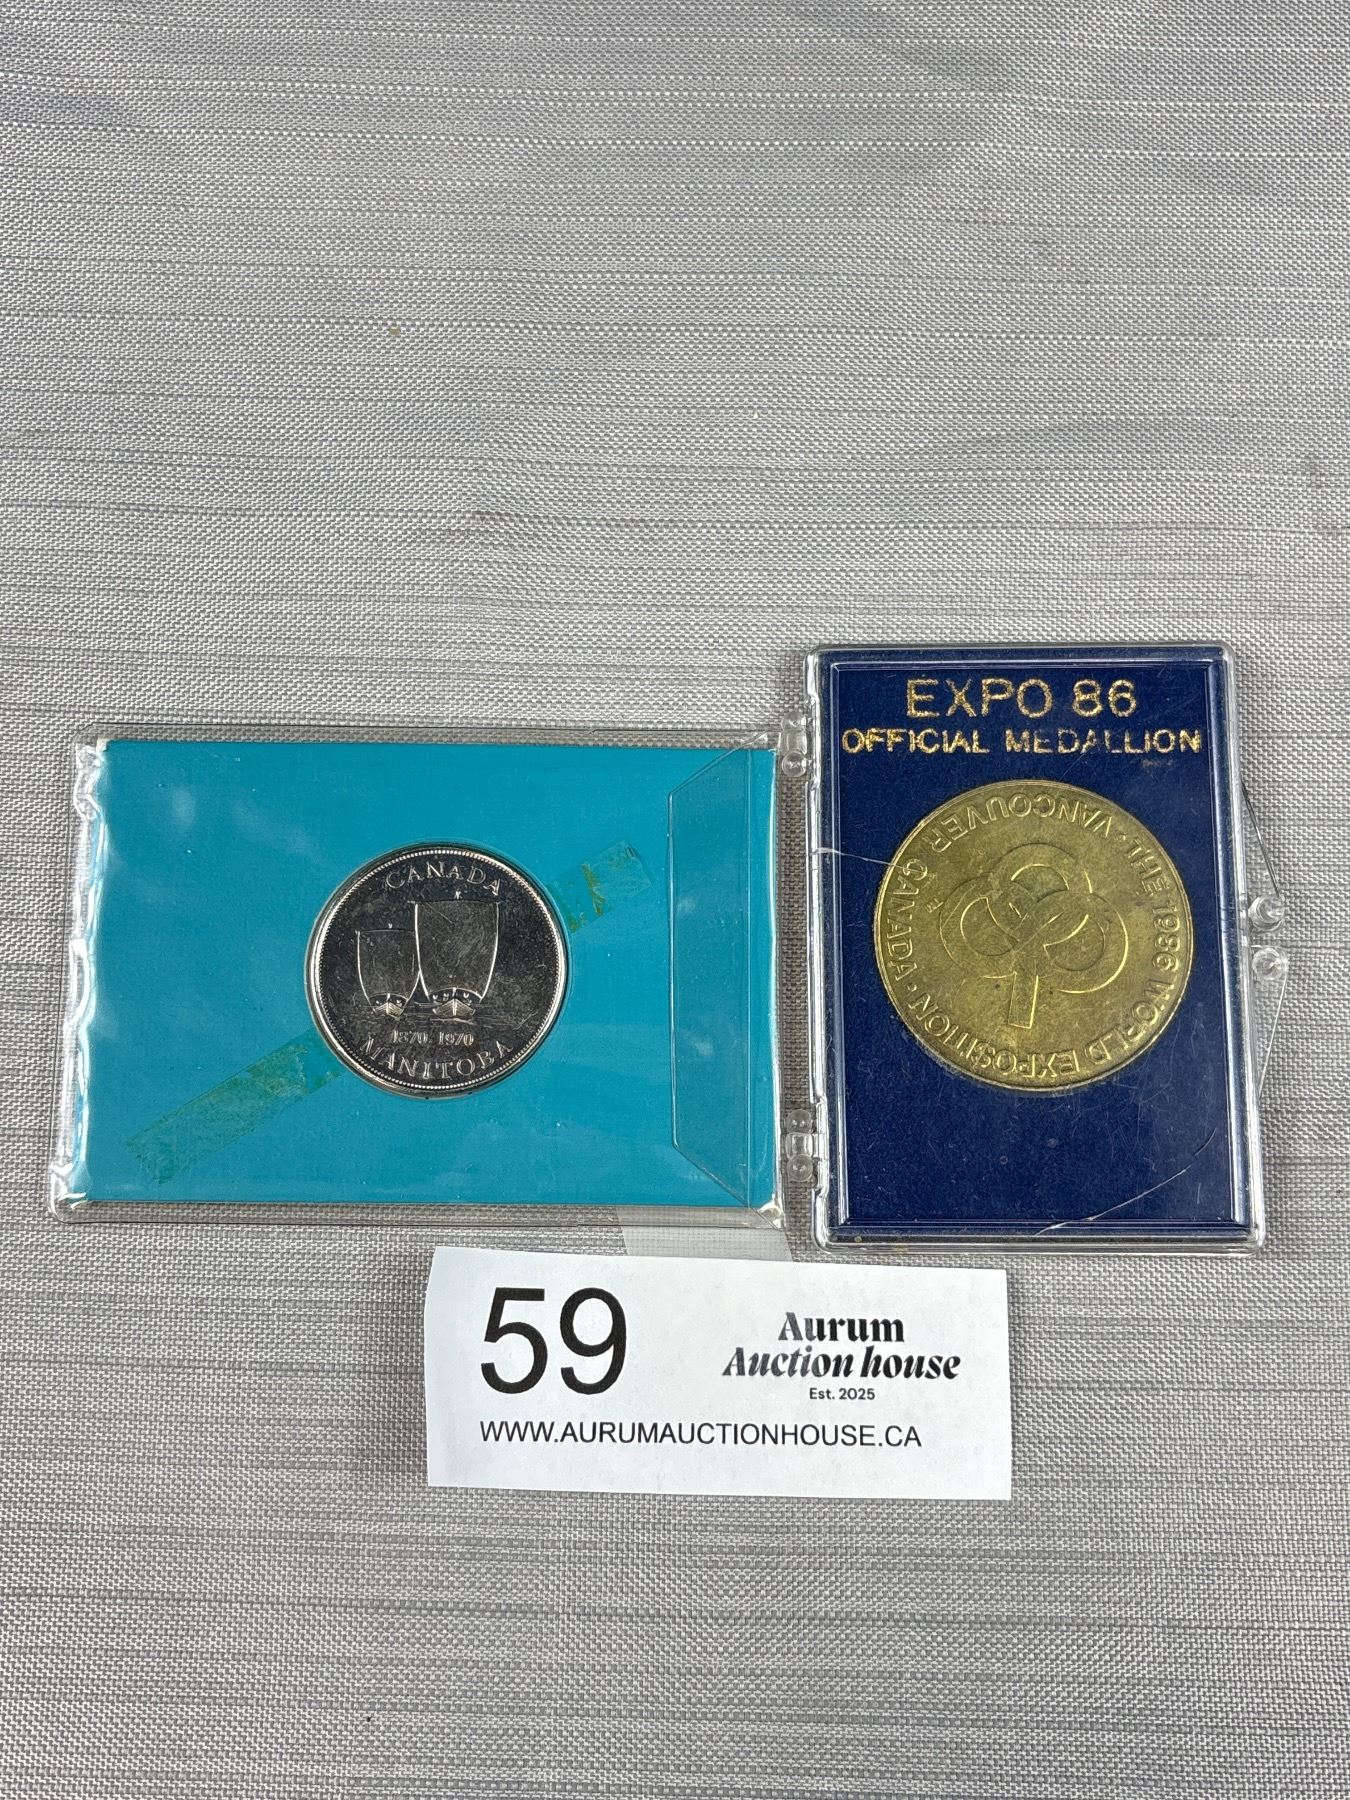 EXPO 86
OFFICIAL MEDALLION
THE 1986 WORLD EXPOSITION · VANCOUVER CANADA ·
TM
CANADA
1870 1970
MANITOBA
59
Aurum
Auction house
Est. 2025
WWW.AURUMAUCTIONHOUSE.CA